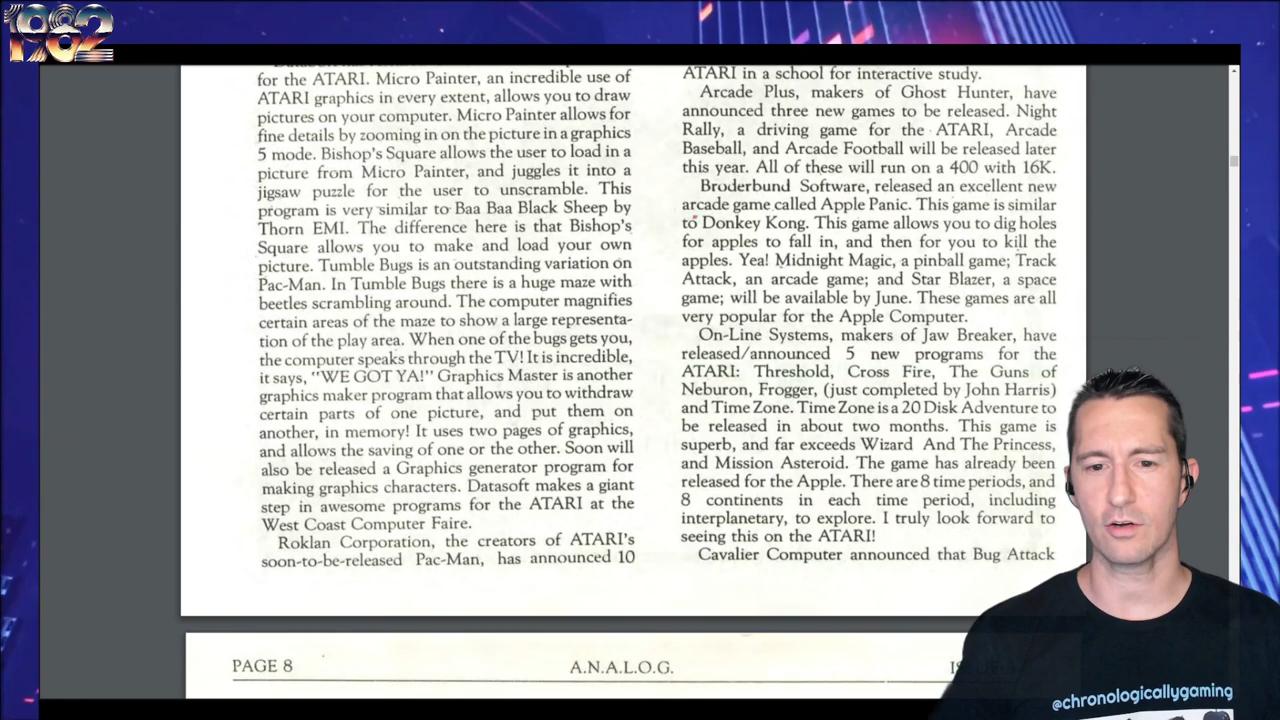 1982
for the ATARI. Micro Painter, an incredible use of
ATARI graphics in every extent, allows you to draw
pictures on your computer. Micro Painter allows for
fine details by zooming in on the picture in a graphics
5 mode. Bishop's Square allows the user to load in a
picture from Micro Painter, and juggles it into a
jigsaw puzzle for the user to unscramble. This
program is very similar to Baa Baa Black Sheep by
Thorn EMI. The difference here is that Bishop's
Square allows you to make and load your own
picture. Tumble Bugs is an outstanding variation on
Pac-Man. In Tumble Bugs there is a huge maze with
beetles scrambling around. The computer magnifies
certain areas of the maze to show a large representa-
tion of the play area. When one of the bugs gets you,
the computer speaks through the TV! It is incredible,
it says, "WE GOT YA!" Graphics Master is another
graphics maker program that allows you to withdraw
certain parts of one picture, and put them on
another, in memory! It uses two pages of graphics,
and allows the saving of one or the other. Soon will
also be released a Graphics generator program for
making graphics characters. Datasoft makes a giant
step in awesome programs for the ATARI at the
West Coast Computer Faire.
Roklan Corporation, the creators of ATARI's
soon-to-be-released Pac-Man, has announced 10
ATARI in a school for interactive study.
Arcade Plus, makers of Ghost Hunter, have
announced three new games to be released. Night
Rally, a driving game for the ATARI, Arcade
Baseball, and Arcade Football will be released later
this year. All of these will run on a 400 with 16K.
Broderbund Software, released an excellent new
arcade game called Apple Panic. This game is similar
to Donkey Kong. This game allows you to dig holes
for apples to fall in, and then for you to kill the
apples. Yea! Midnight Magic, a pinball game; Track
Attack, an arcade game; and Star Blazer, a space
game; will be available by June. These games are all
very popular for the Apple Computer.
On-Line Systems, makers of Jaw Breaker, have
released/announced 5 new programs for the
ATARI: Threshold, Cross Fire, The Guns of
Neburon, Frogger, (just completed by John Harris)
and Time Zone. Time Zone is a 20 Disk Adventure to
be released in about two months. This game is
superb, and far exceeds Wizard And The Princess,
and Mission Asteroid. The game has already been
released for the Apple. There are 8 time periods, and
8 continents in each time period, including
interplanetary, to explore. I truly look forward to
seeing this on the ATARI!
Cavalier Computer announced that Bug Attack
PAGE 8
A.N.A.L.O.G.
@chronologicallygaming